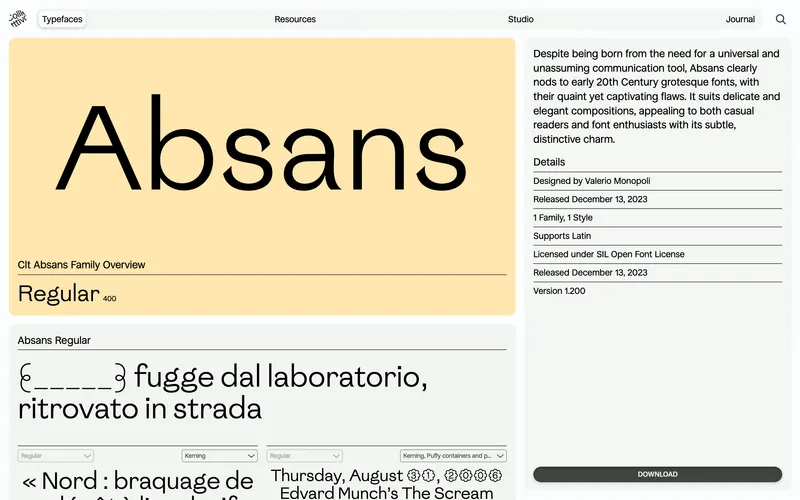 Typefaces
Resources
Studio
Journal
Absans
Clt Absans Family Overview
Regular 400
Despite being born from the need for a universal and
unassuming communication tool, Absans clearly
nods to early 20th Century grotesque fonts, with
their quaint yet captivating flaws. It suits delicate and
elegant compositions, appealing to both casual
readers and font enthusiasts with its subtle,
distinctive charm.
Details
Designed by Valerio Monopoli
Released December 13, 2023
1 Family, 1 Style
Supports Latin
Licensed under SIL Open Font License
Released December 13, 2023
Version 1.200
DOWNLOAD
Absans Regular
{_____} fugge dal laboratorio,
ritrovato in strada
Regular
Kerning
« Nord : braquage de
Regular
Kerning, Puffy containers and p...
Thursday, August 31, 2006
Edvard Munch's The Scream